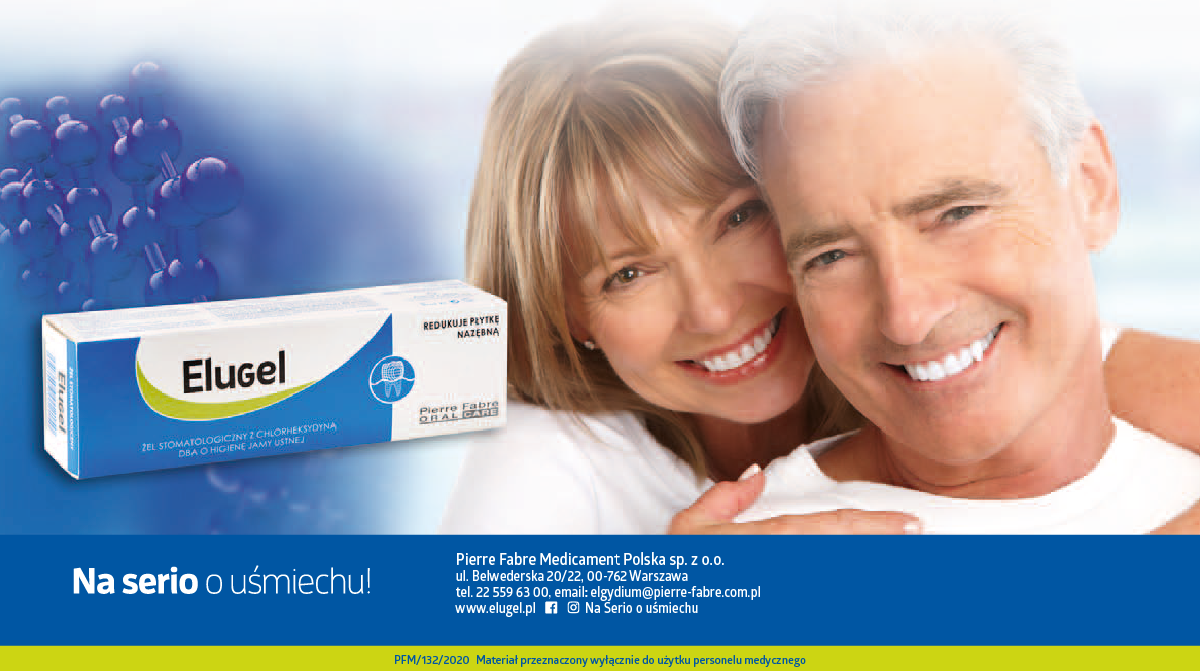 REDUKUJE PŁYTKĘ
NAZĘBNĄ
Elugel
Pierre Fabre
ORAL CARE
ŻEL STOMATOLOGICZNY Z CHLORHEKSYDYNĄ
DBA O HIGIENĘ JAMY USTNEJ
Elugel
ŻEL STOMATOLOGICZNY
Na serio o uśmiechu!
Pierre Fabre Medicament Polska sp. z o.o.
ul. Belwederska 20/22, 00-762 Warszawa
tel. 22 559 63 00, email: elgydium@pierre-fabre.com.pl
www.elugel.pl Na Serio o uśmiechu
PFM/132/2020 Materiał przeznaczony wyłącznie do użytku personelu medycznego